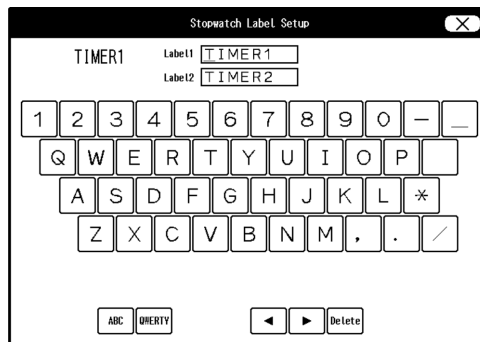 Stopwatch Label Setup X
TIMER1 Label1 TIMER1
Label2 TIMER2
1 2 3 4 5 6 7 8 9 0 - _
Q W E R T Y U I O P
A S D F G H J K L *
Z X C V B N M , . /
ABC QWERTY ◄ ► Delete